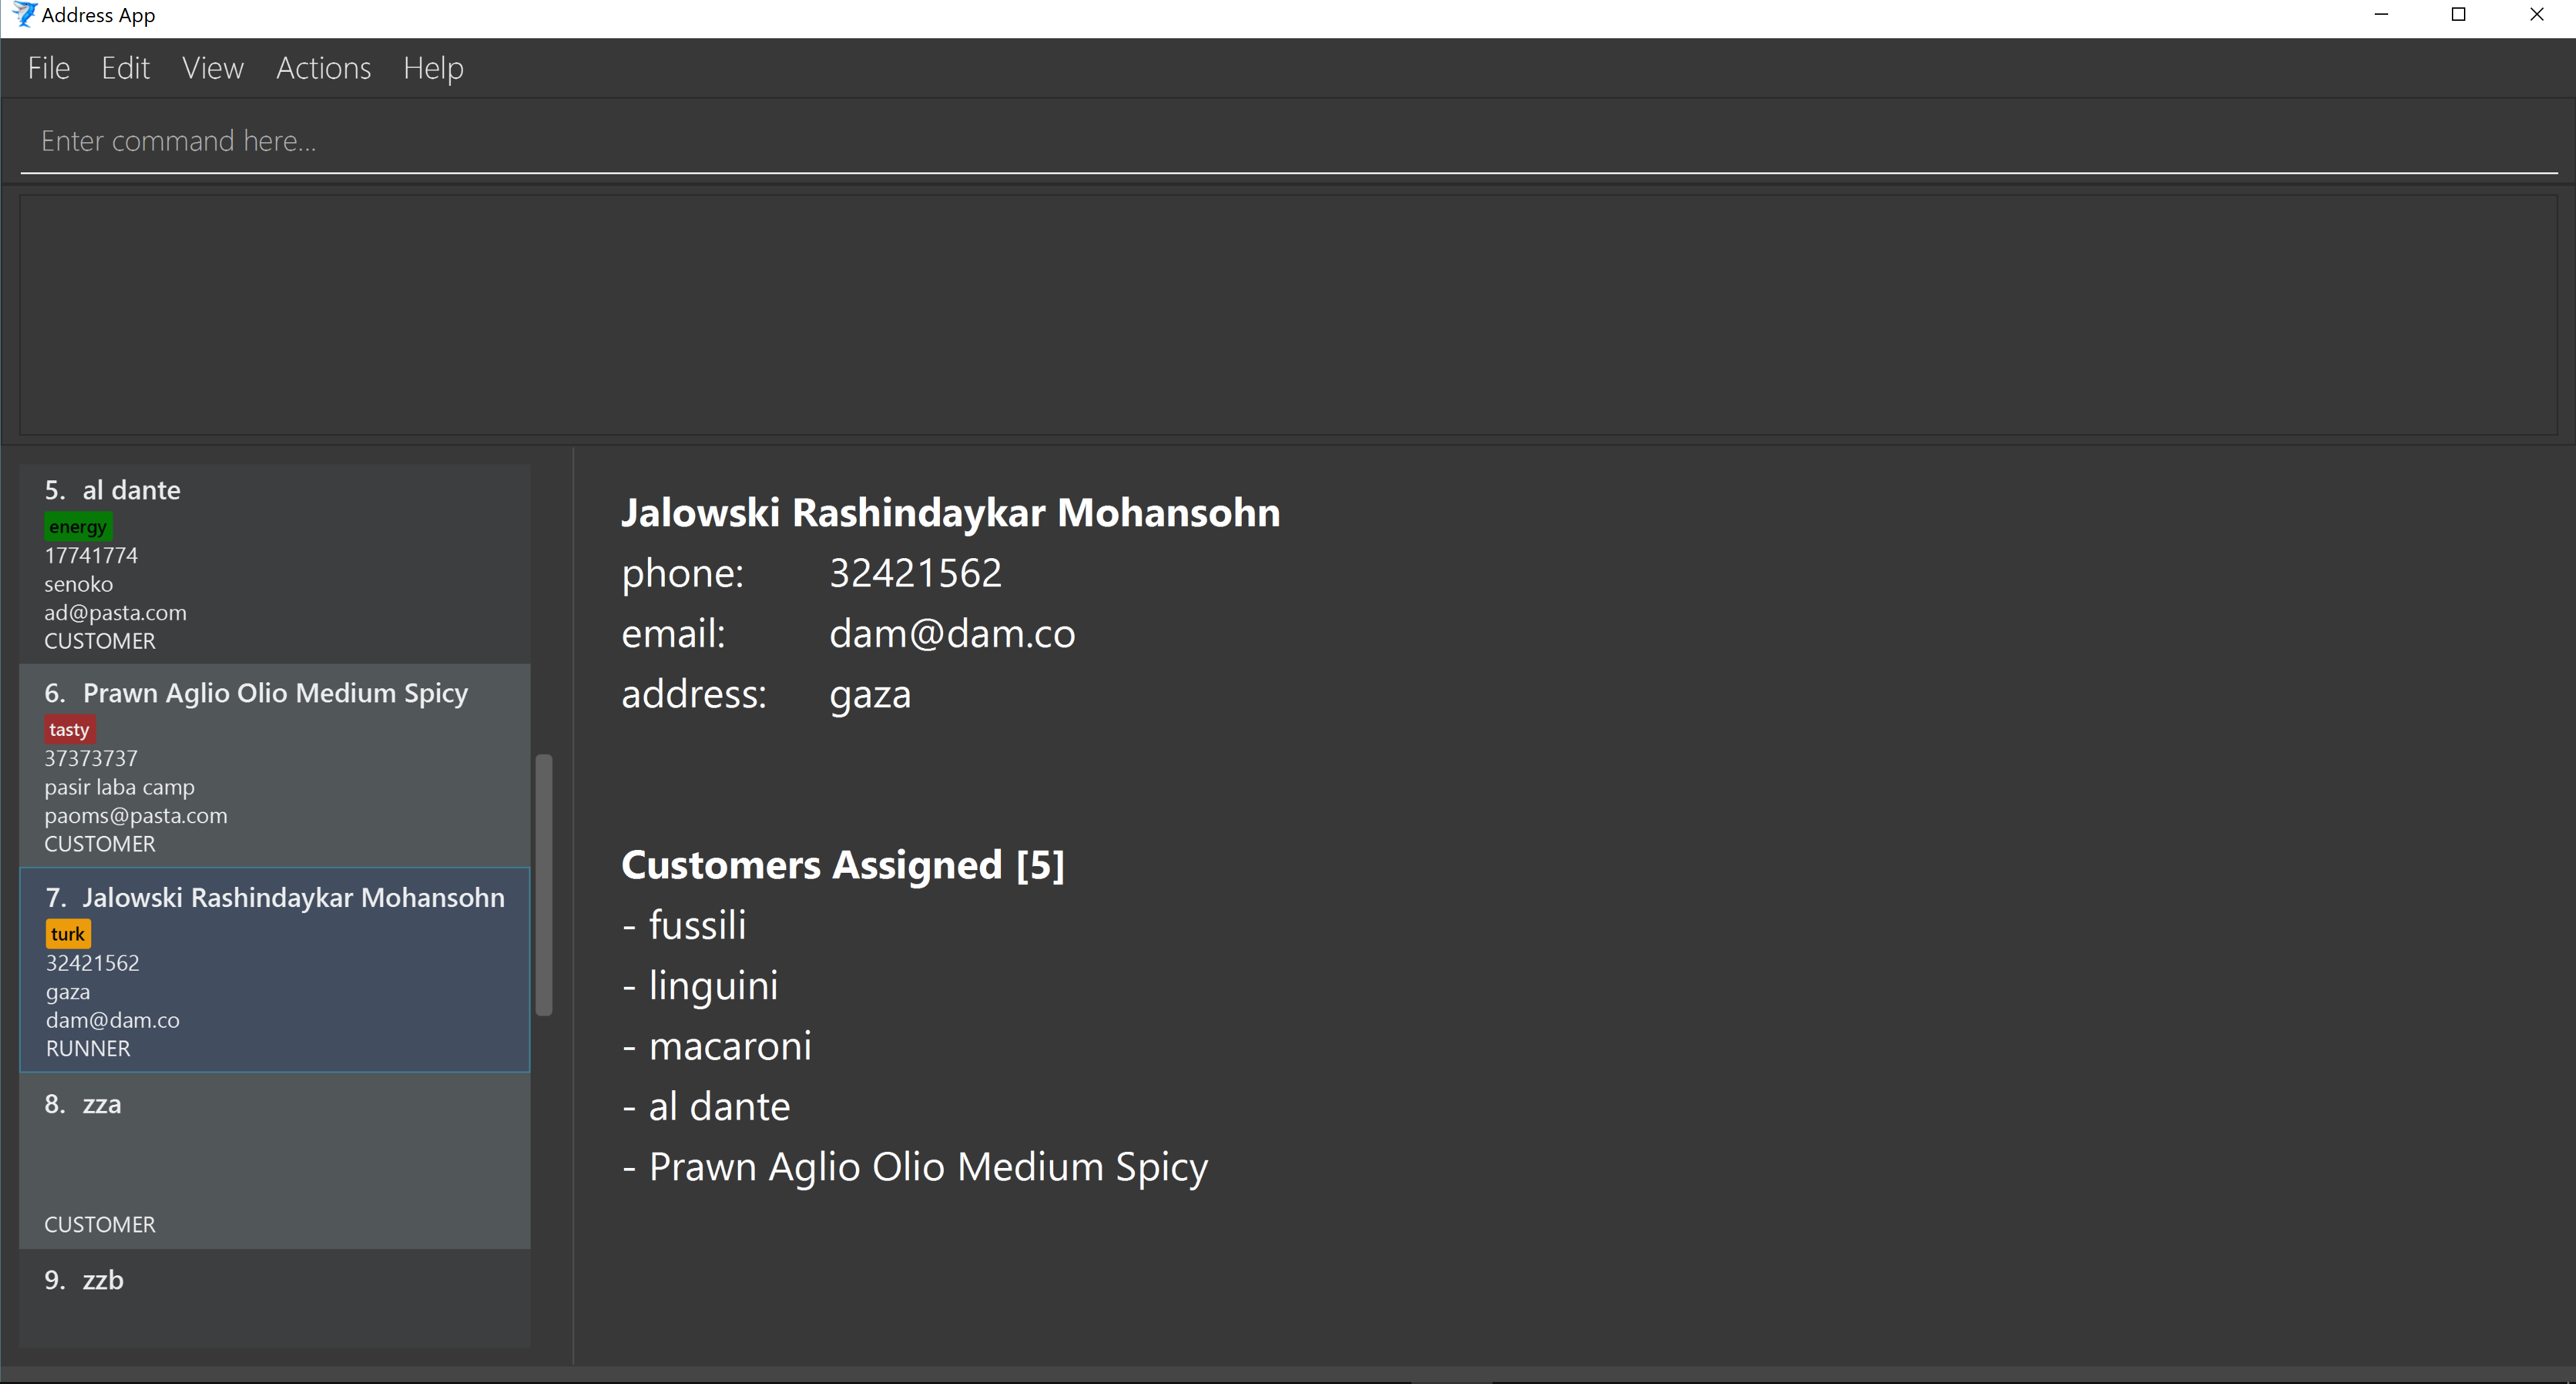 Address App
File Edit View Actions Help
Enter command here...
5. al dante
energy
17741774
senoko
ad@pasta.com
CUSTOMER
6. Prawn Aglio Olio Medium Spicy
tasty
37373737
pasir laba camp
paoms@pasta.com
CUSTOMER
7. Jalowski Rashindaykar Mohansohn
turk
32421562
gaza
dam@dam.co
RUNNER
8. zza
CUSTOMER
9. zzb
Jalowski Rashindaykar Mohansohn
phone: 32421562
email: dam@dam.co
address: gaza
Customers Assigned [5]
- fussili
- linguini
- macaroni
- al dante
- Prawn Aglio Olio Medium Spicy